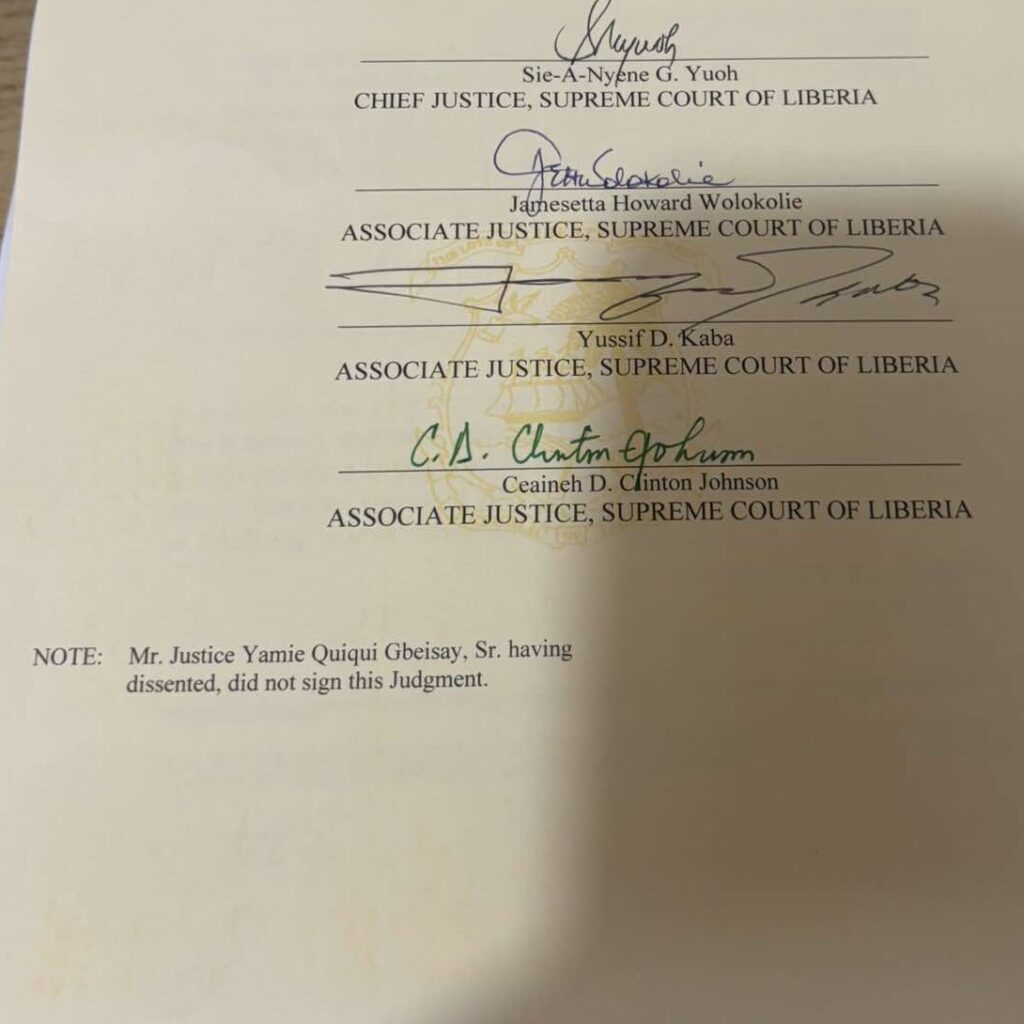 SNyuoh
Sie-A-Nyene G. Yuoh
CHIEF JUSTICE, SUPREME COURT OF LIBERIA
Jamesetta Howard Wolokolie
ASSOCIATE JUSTICE, SUPREME COURT OF LIBERIA
Yussif D. Kaba
ASSOCIATE JUSTICE, SUPREME COURT OF LIBERIA
C.D. Clinton Johnson
Ceaineh D. Clinton Johnson
ASSOCIATE JUSTICE, SUPREME COURT OF LIBERIA
NOTE: Mr. Justice Yamie Quiqui Gbeisay, Sr. having
dissented, did not sign this Judgment.